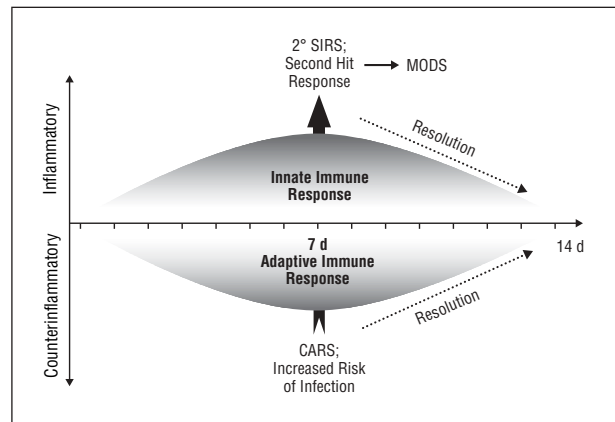 2° SIRS;
Second Hit
Response
MODS
Resolution
Inflammatory
Innate Immune
Response
7 d
14 d
Adaptive Immune
Response
Counterinflammatory
Resolution
CARS;
Increased Risk
of Infection